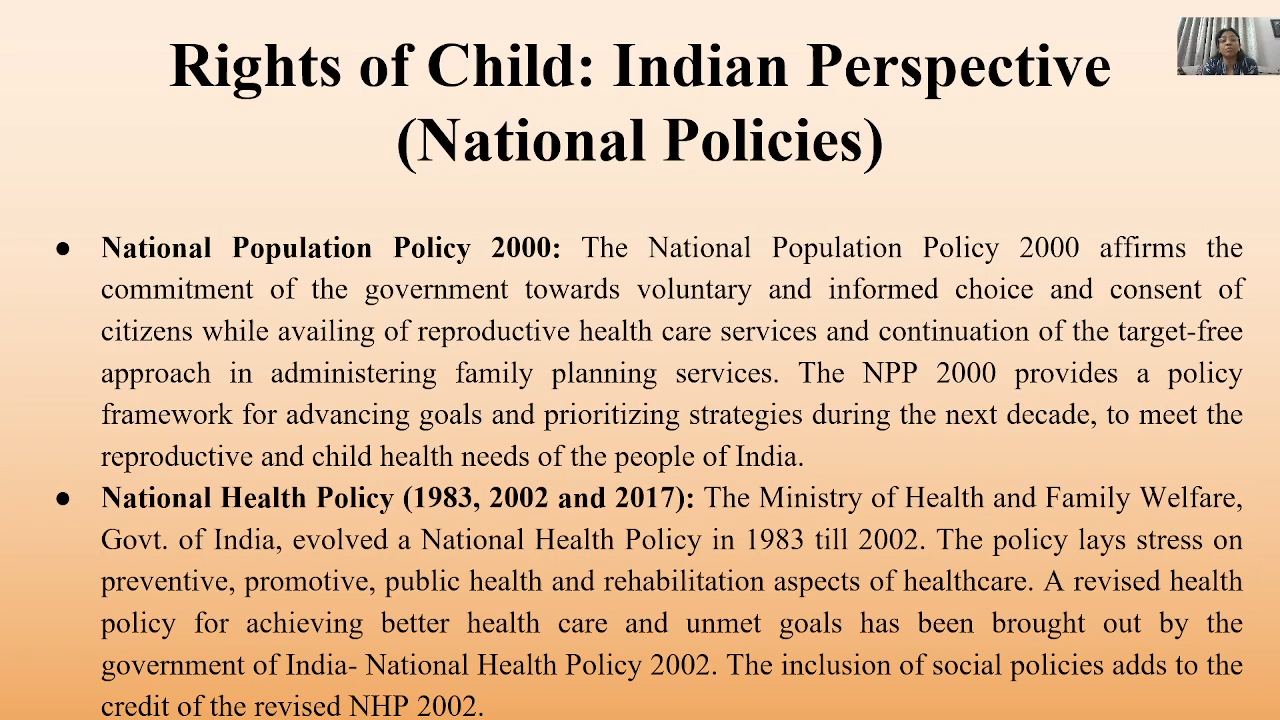 Rights of Child: Indian Perspective
(National Policies)
● National Population Policy 2000: The National Population Policy 2000 affirms the
commitment of the government towards voluntary and informed choice and consent of
citizens while availing of reproductive health care services and continuation of the target-free
approach in administering family planning services. The NPP 2000 provides a policy
framework for advancing goals and prioritizing strategies during the next decade, to meet the
reproductive and child health needs of the people of India.
● National Health Policy (1983, 2002 and 2017): The Ministry of Health and Family Welfare,
Govt. of India, evolved a National Health Policy in 1983 till 2002. The policy lays stress on
preventive, promotive, public health and rehabilitation aspects of healthcare. A revised health
policy for achieving better health care and unmet goals has been brought out by the
government of India- National Health Policy 2002. The inclusion of social policies adds to the
credit of the revised NHP 2002.